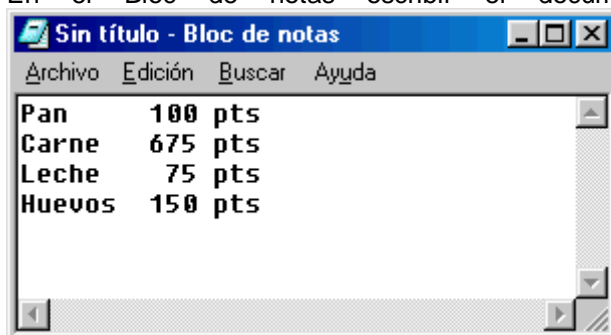 En el Bloc de notas escribir el
Sin título - Bloc de notas
Archivo Edición Buscar Ayuda
Pan 100 pts
Carne 675 pts
Leche 75 pts
Huevos 150 pts